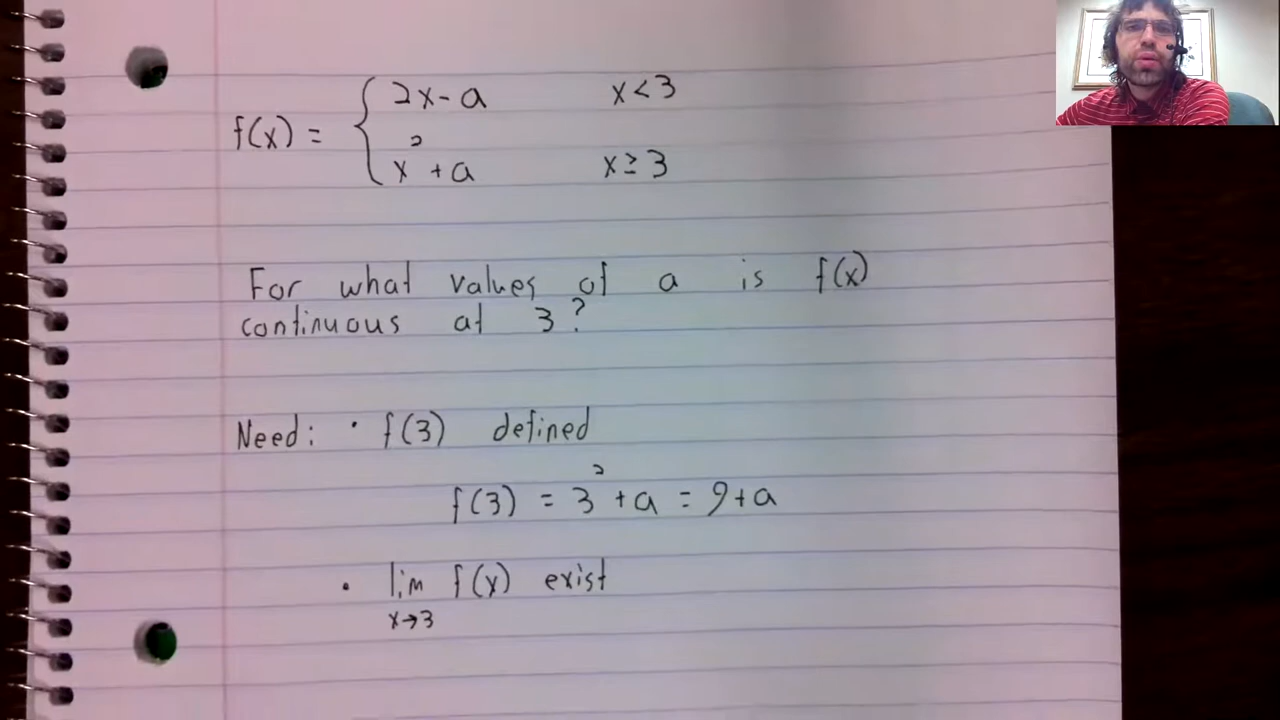 f(x) = { 2x - a x < 3
x² + a x ≥ 3
For what values of a is f(x)
continuous at 3?
Need: · f(3) defined
f(3) = 3² + a = 9 + a
· lim f(x) exist
x→3